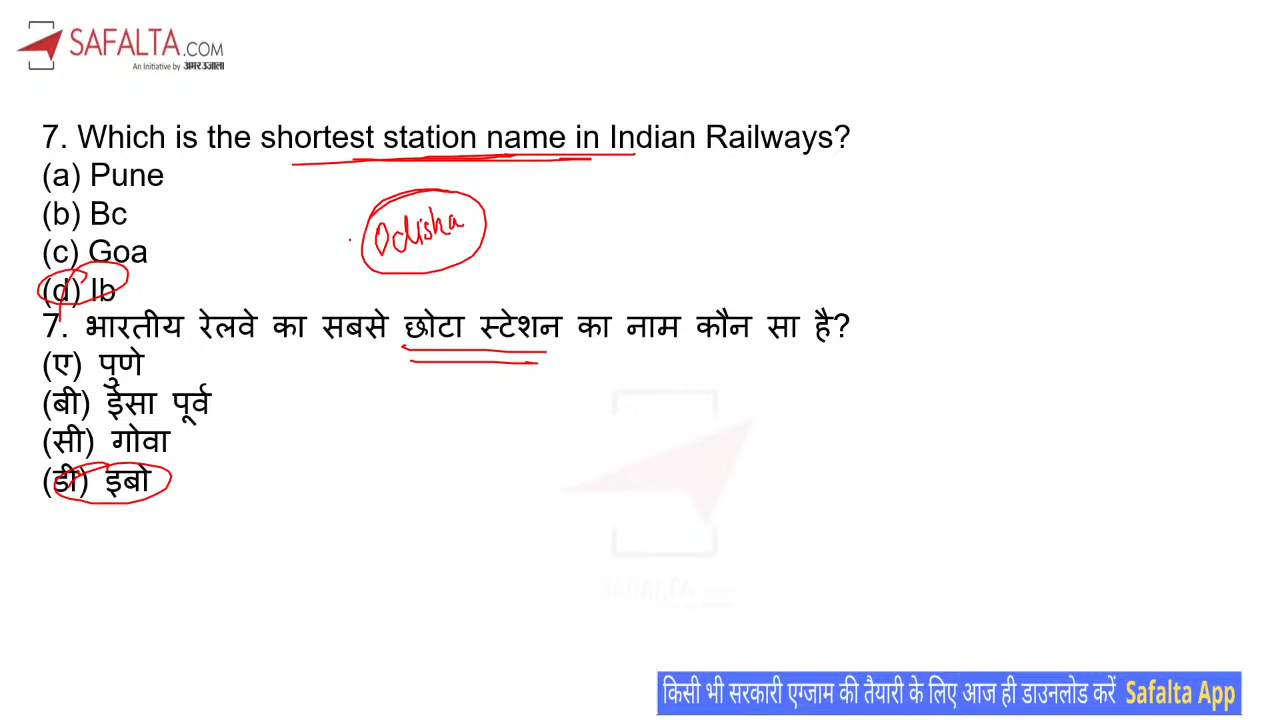 SAFALTA.COM
An Initiative by अमर उजाला
7. Which is the shortest station name in Indian Railways?
(a) Pune
(b) Bc
(c) Goa
Odisha
(d) Ib
7. भारतीय रेलवे का सबसे छोटा स्टेशन का नाम कौन सा है?
(ए) पुणे
(बी) ईसा पूर्व
(सी) गोवा
(डी) इबो
SAFALTA
किसी भी सरकारी एग्जाम की तैयारी के लिए आज ही डाउनलोड करें Safalta App